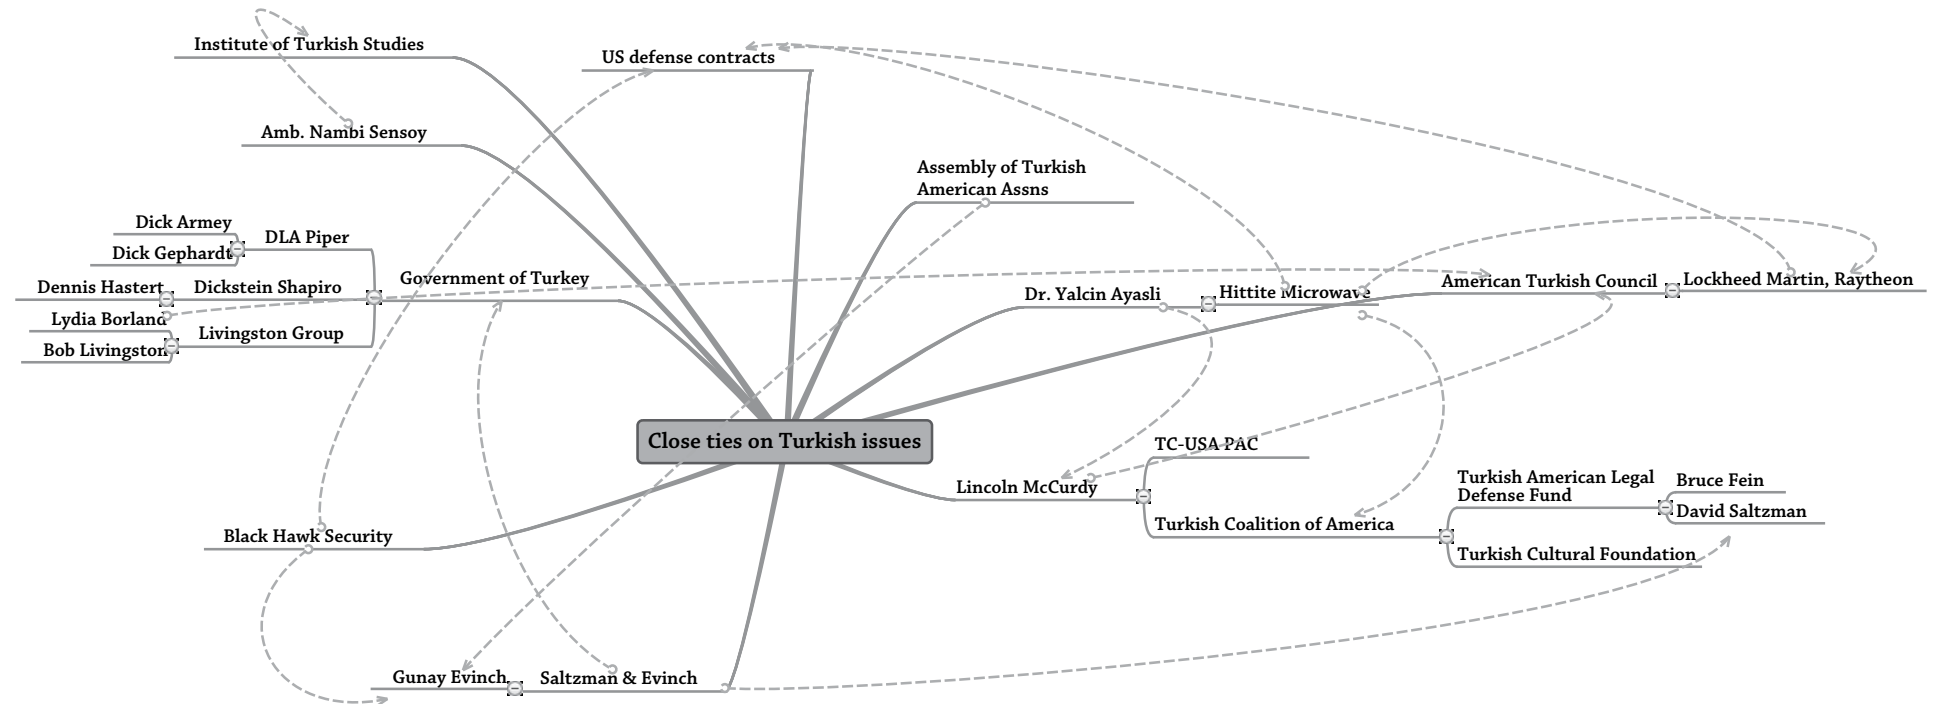 Institute of Turkish Studies
US defense contracts
Amb. Nambi Sensoy
Assembly of Turkish
American Assns
Dick Armey
DLA Piper
Dick Gephardt
Government of Turkey
Dennis Hastert
Dickstein Shapiro
Lydia Borland
Livingston Group
Bob Livingston
Dr. Yalcin Ayasli
Hittite Microwave
American Turkish Council
Lockheed Martin, Raytheon
Close ties on Turkish issues
TC-USA PAC
Lincoln McCurdy
Turkish Coalition of America
Turkish American Legal
Defense Fund
Bruce Fein
David Saltzman
Turkish Cultural Foundation
Black Hawk Security
Gunay Evinch
Saltzman & Evinch